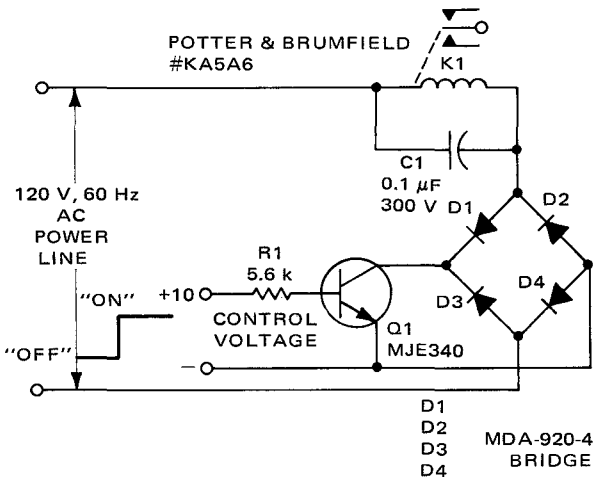 POTTER & BRUMFIELD
#KA5A6
K1
C1
0.1 μF
300 V
D1
D2
120 V, 60 Hz
AC
POWER
LINE
R1
5.6 k
"ON"
+10
CONTROL
VOLTAGE
D3
D4
Q1
MJE340
"OFF"
−
D1
D2
D3
D4
MDA-920-4
BRIDGE